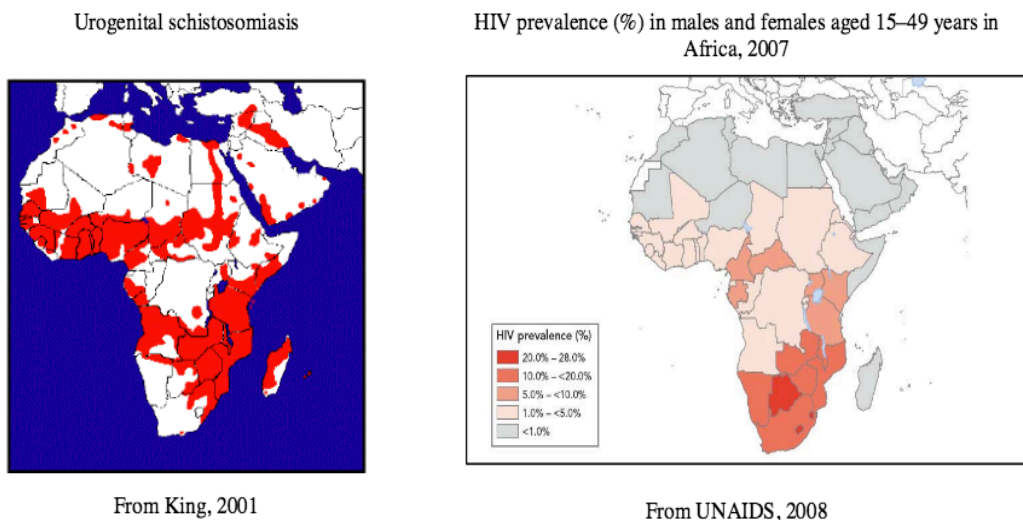 Urogenital schistosomiasis
HIV prevalence (%) in males and females aged 15–49 years in
Africa, 2007
HIV prevalence (%)
20.0% – 28.0%
10.0% – <20.0%
5.0% – <10.0%
1.0% – <5.0%
<1.0%
From King, 2001
From UNAIDS, 2008